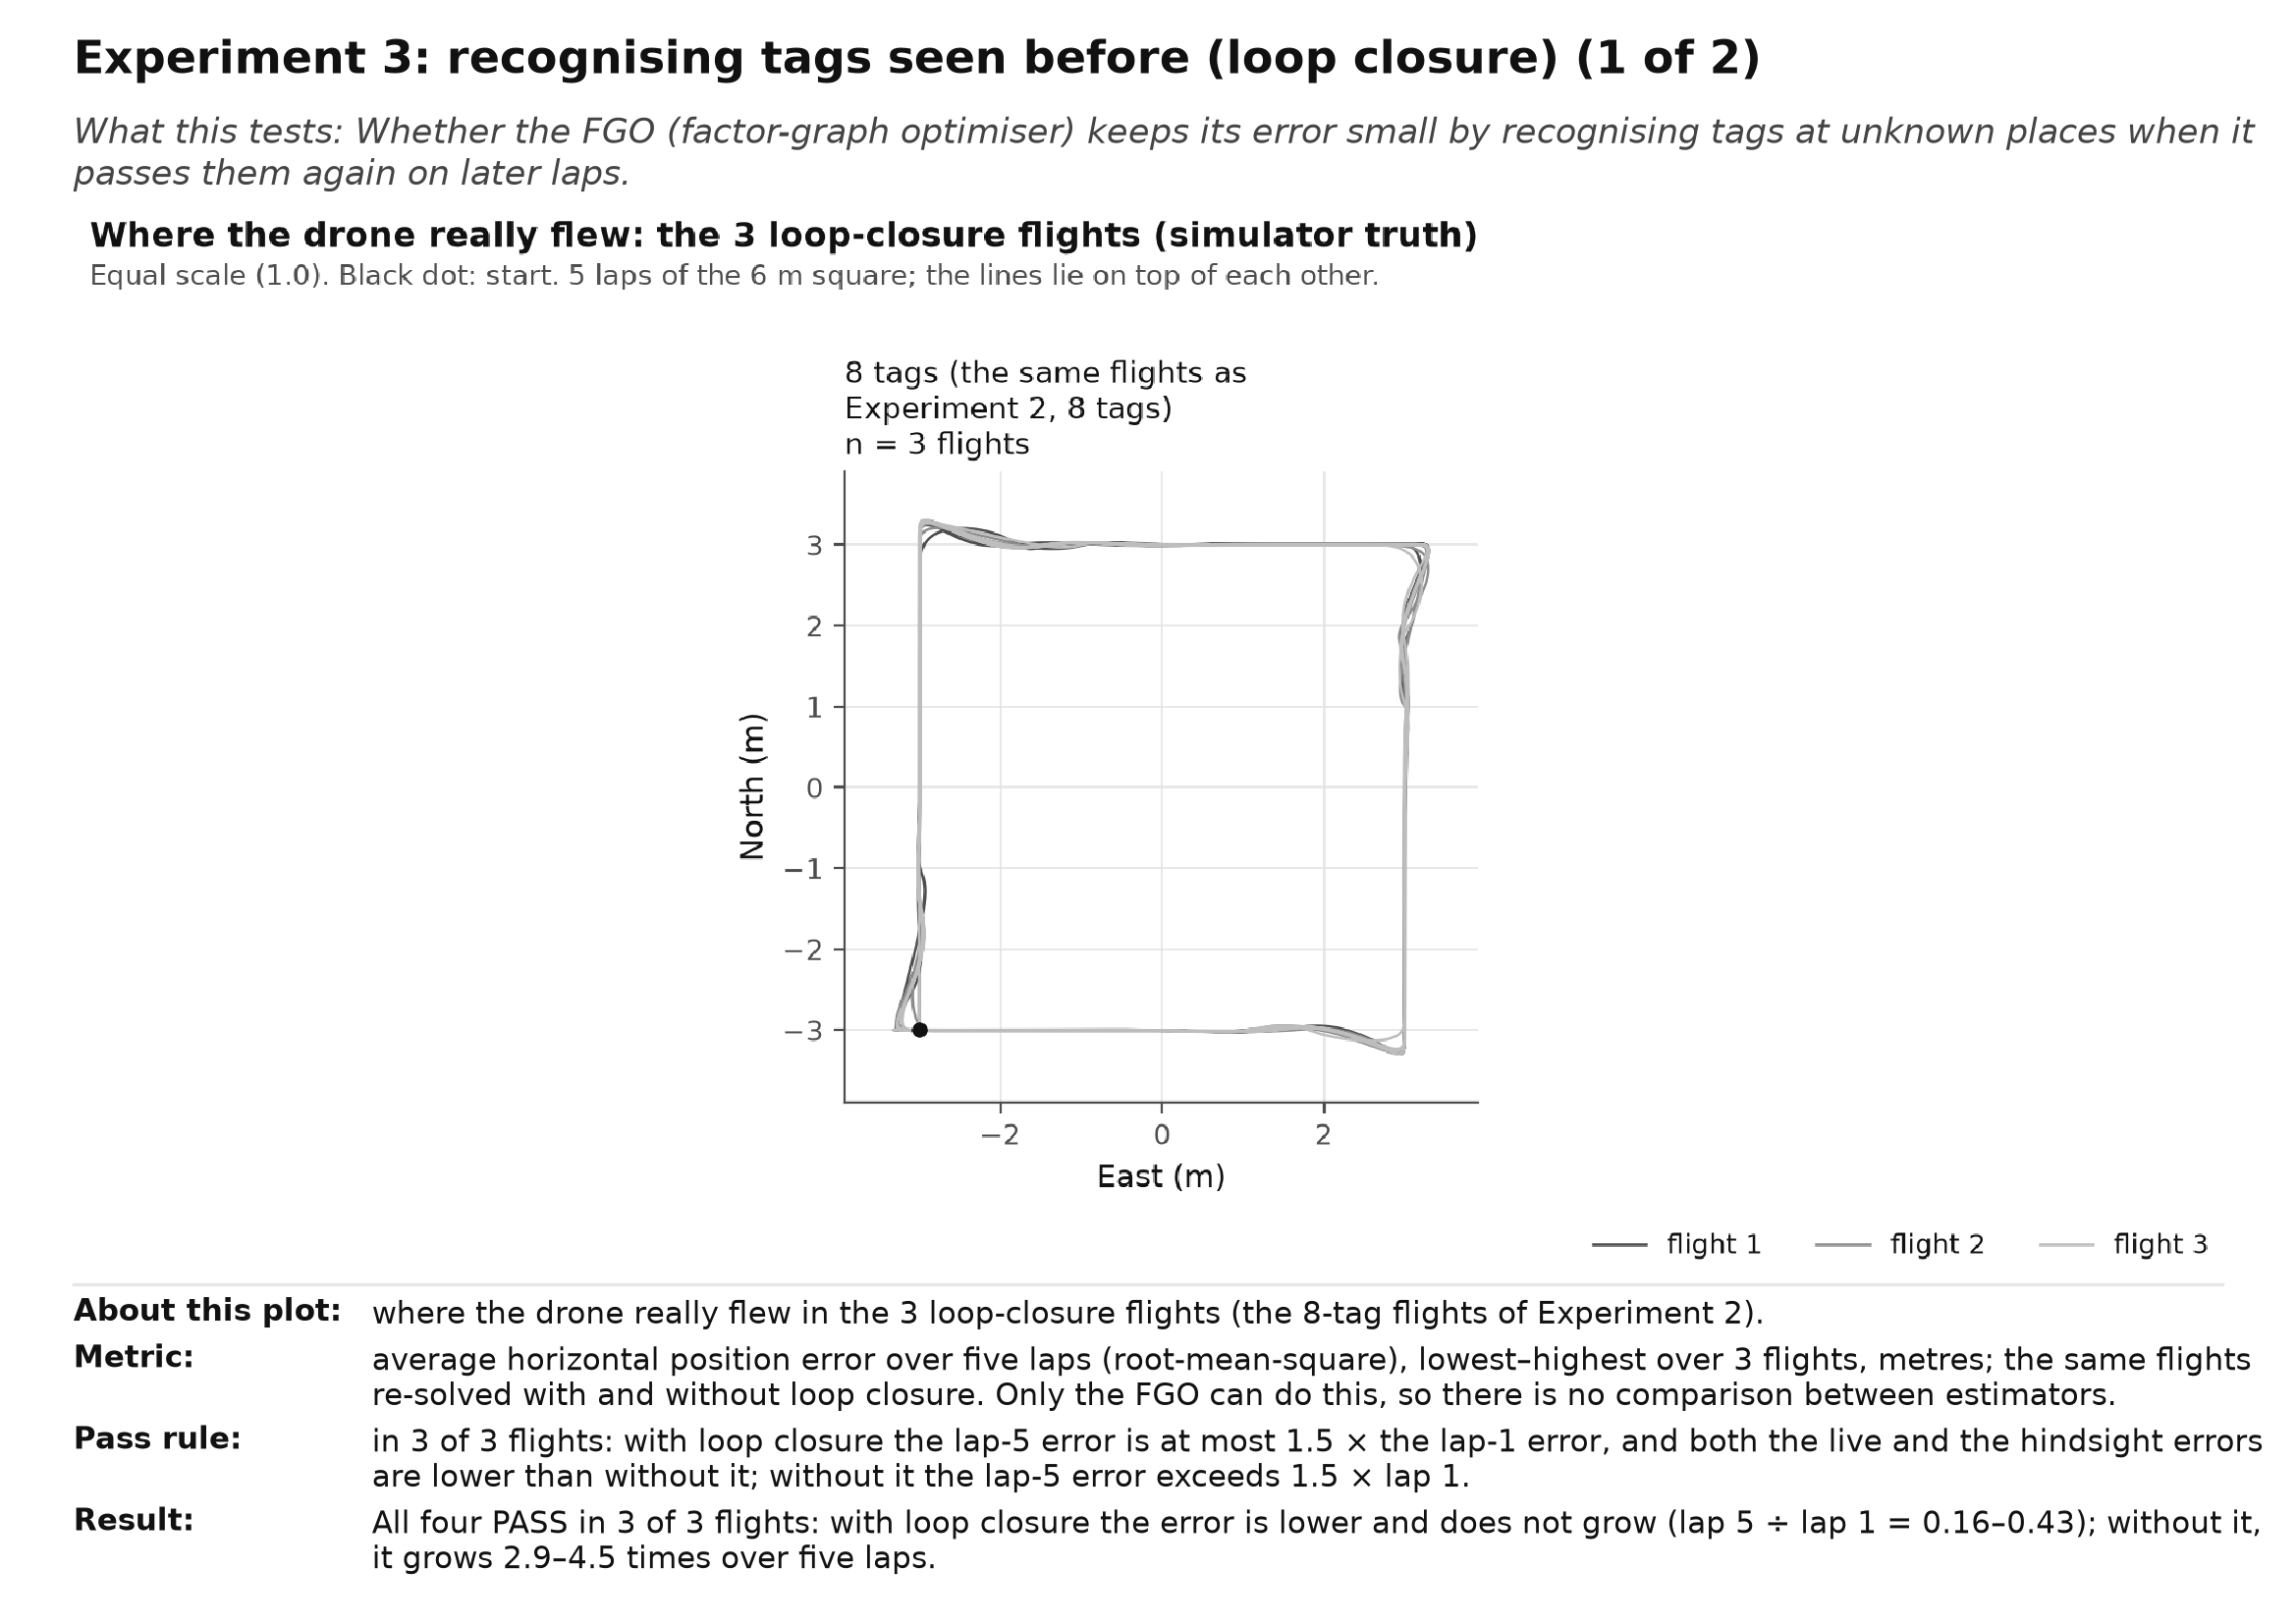 Experiment 3: recognising tags seen before (loop closure) (1 of 2)
What this tests: Whether the FGO (factor-graph optimiser) keeps its error small by recognising tags at unknown places when it
passes them again on later laps.
Where the drone really flew: the 3 loop-closure flights (simulator truth)
Equal scale (1.0). Black dot: start. 5 laps of the 6 m square; the lines lie on top of each other.
8 tags (the same flights as
Experiment 2, 8 tags)
n = 3 flights
3
2
1
0
−1
−2
−3
North (m)
−2 0 2
East (m)
flight 1 flight 2 flight 3
About this plot: where the drone really flew in the 3 loop-closure flights (the 8-tag flights of Experiment 2).
Metric: average horizontal position error over five laps (root-mean-square), lowest–highest over 3 flights, metres; the same flights
re-solved with and without loop closure. Only the FGO can do this, so there is no comparison between estimators.
Pass rule: in 3 of 3 flights: with loop closure the lap-5 error is at most 1.5 × the lap-1 error, and both the live and the hindsight errors
are lower than without it; without it the lap-5 error exceeds 1.5 × lap 1.
Result: All four PASS in 3 of 3 flights: with loop closure the error is lower and does not grow (lap 5 ÷ lap 1 = 0.16–0.43); without it,
it grows 2.9–4.5 times over five laps.